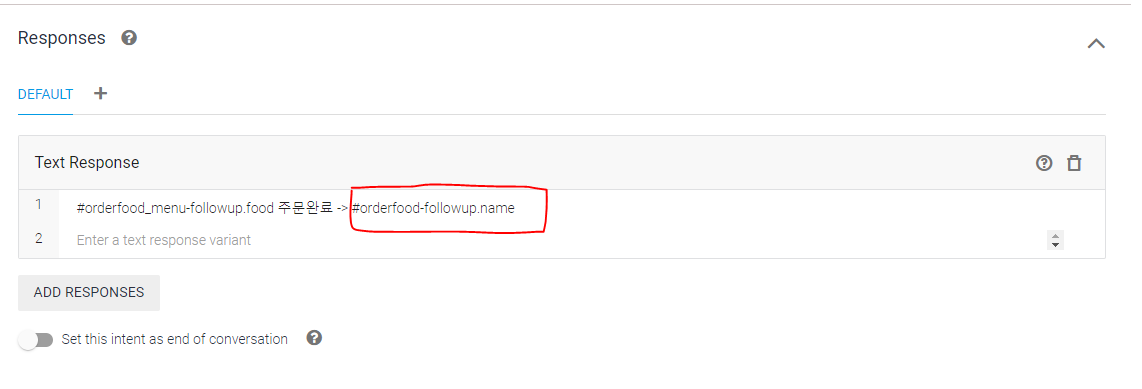 Responses ?
DEFAULT +
Text Response ?
1 #orderfood_menu-followup.food 주문완료 -> #orderfood-followup.name
2 Enter a text response variant
ADD RESPONSES
Set this intent as end of conversation ?